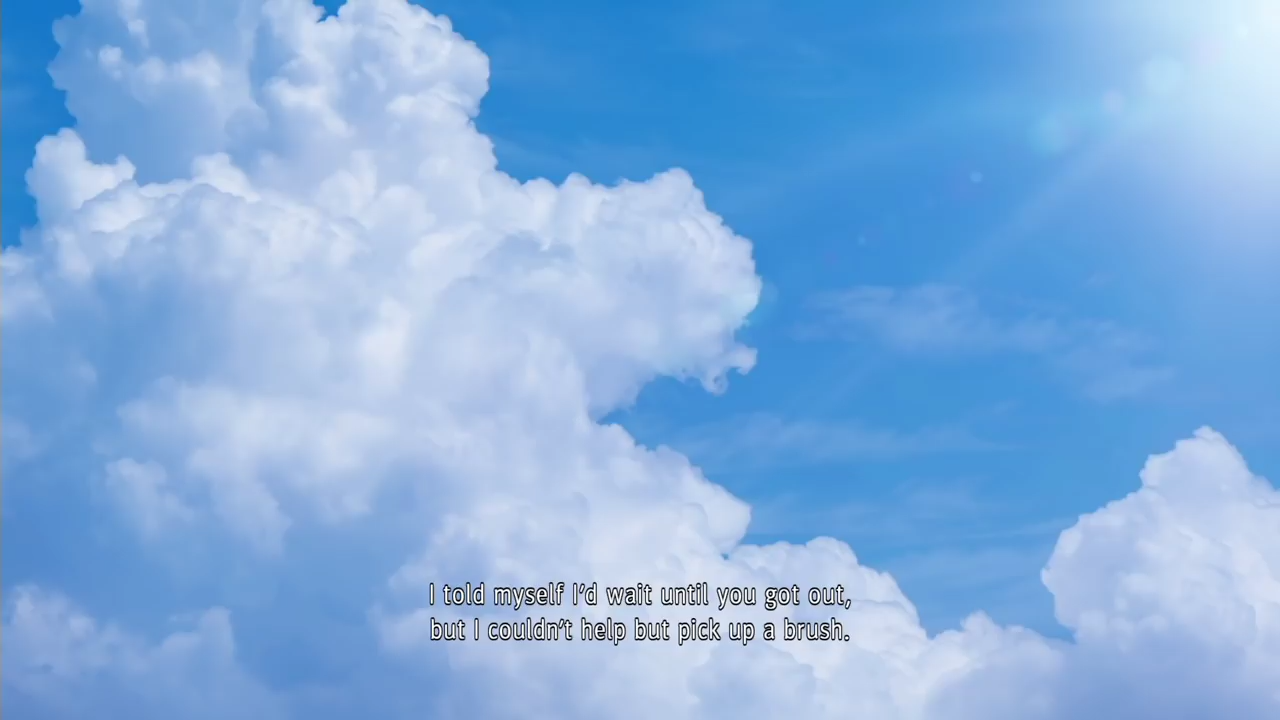 I told myself I'd wait until you got out,
but I couldn't help but pick up a brush.